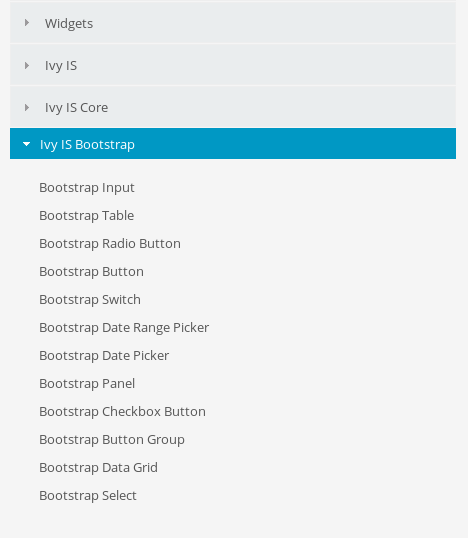 Widgets
Ivy IS
Ivy IS Core
Ivy IS Bootstrap
Bootstrap Input
Bootstrap Table
Bootstrap Radio Button
Bootstrap Button
Bootstrap Switch
Bootstrap Date Range Picker
Bootstrap Date Picker
Bootstrap Panel
Bootstrap Checkbox Button
Bootstrap Button Group
Bootstrap Data Grid
Bootstrap Select